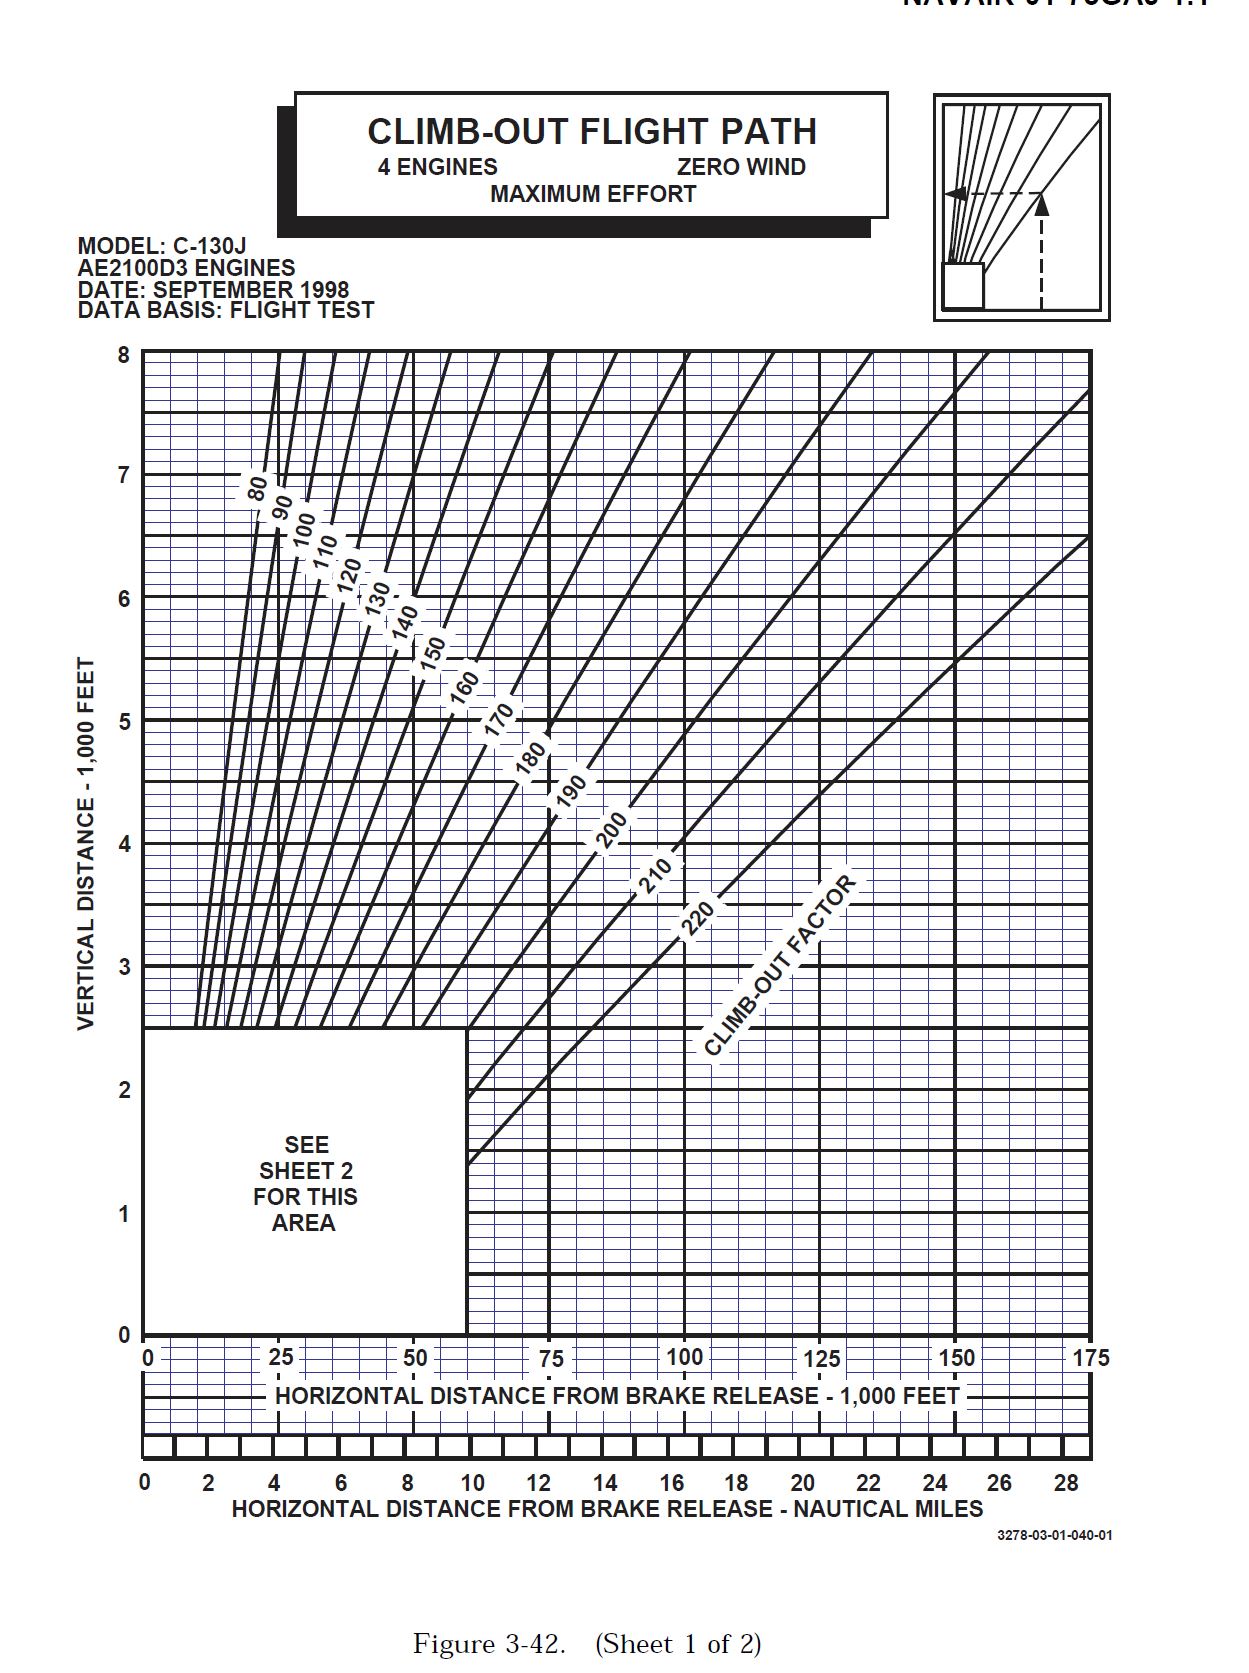 CLIMB-OUT FLIGHT PATH
4 ENGINES ZERO WIND
MAXIMUM EFFORT
MODEL: C-130J
AE2100D3 ENGINES
DATE: SEPTEMBER 1998
DATA BASIS: FLIGHT TEST
8
7
6
5
4
3
2
1
0
VERTICAL DISTANCE - 1,000 FEET
80
90
100
110
120
130
140
150
160
170
180
190
200
210
220
CLIMB-OUT FACTOR
SEE
SHEET 2
FOR THIS
AREA
0 25 50 75 100 125 150 175
HORIZONTAL DISTANCE FROM BRAKE RELEASE - 1,000 FEET
0 2 4 6 8 10 12 14 16 18 20 22 24 26 28
HORIZONTAL DISTANCE FROM BRAKE RELEASE - NAUTICAL MILES
3278-03-01-040-01
Figure 3-42. (Sheet 1 of 2)